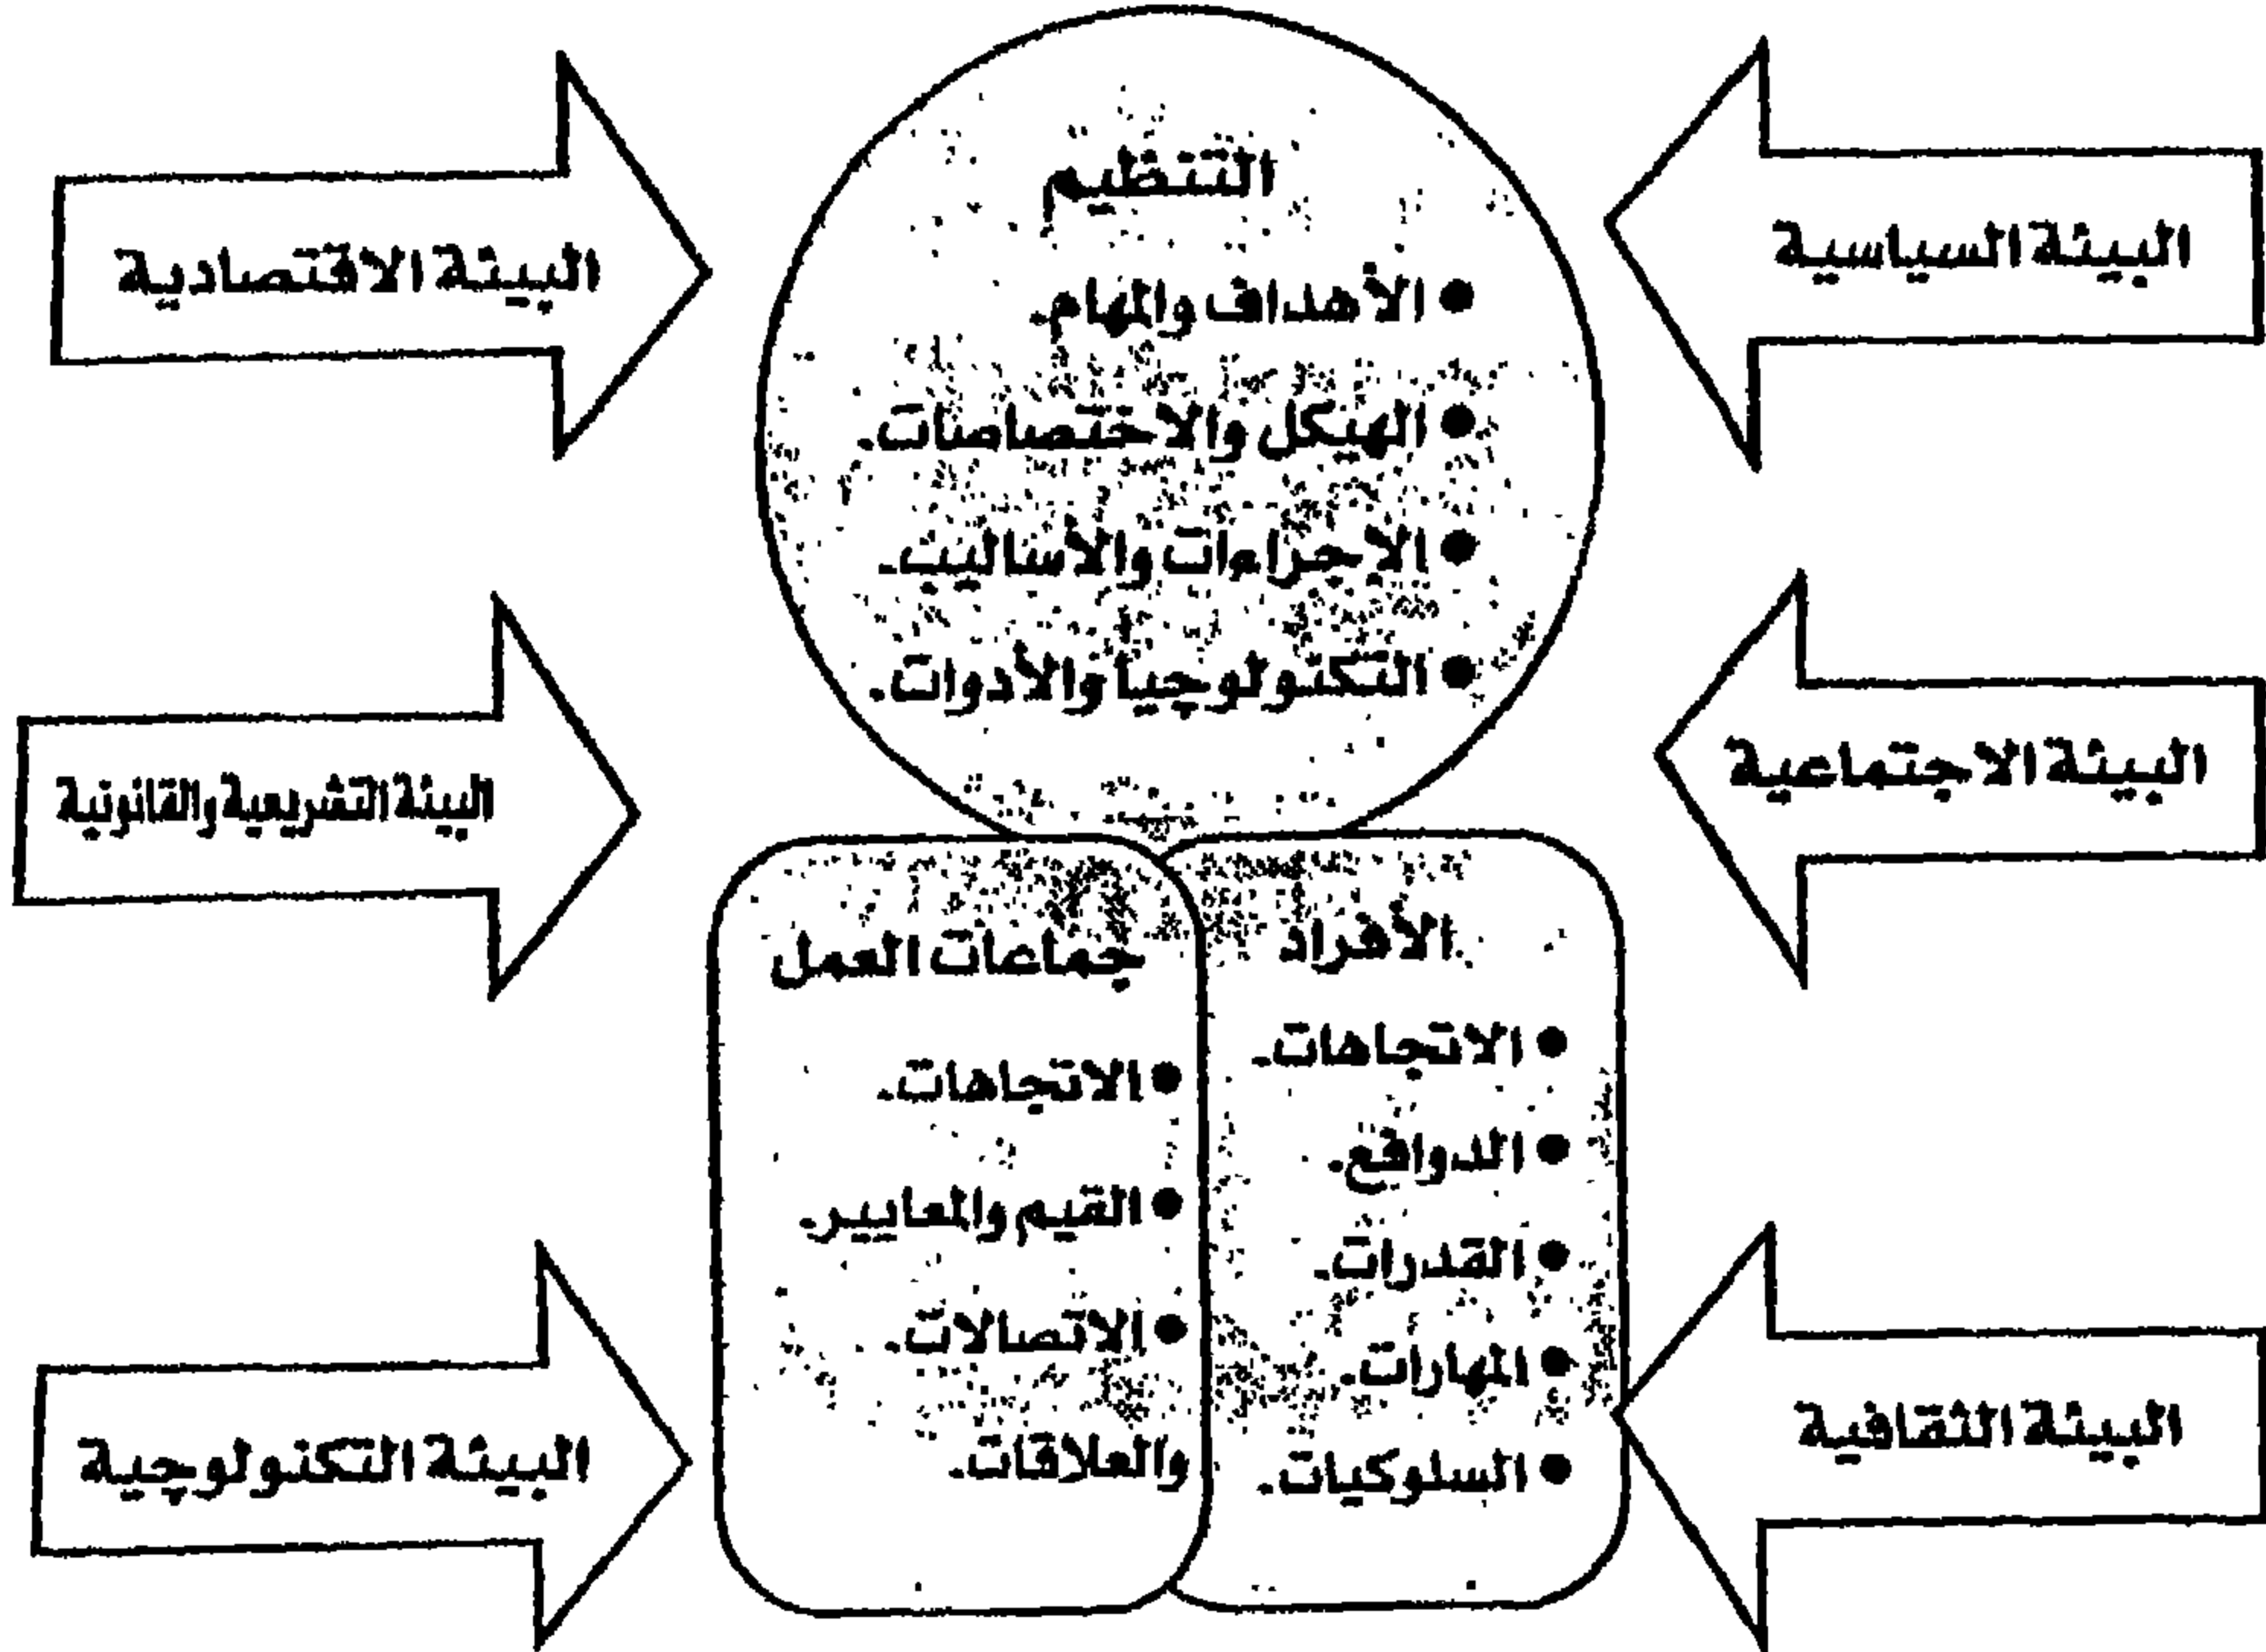 التنظيم
● الأهداف والمهام.
● الهيكل والاختصاصات.
● الاجراءات والأساليب.
● التكنولوجيا والأدوات.
البيئة السياسية
البيئة الاجتماعية
البيئة الثقافية
البيئة الاقتصادية
البيئة التشريعية والقانونية
البيئة التكنولوجية
الأفراد
● الاتجاهات.
● الدوافع.
● القدرات.
● المهارات.
● السلوكيات.
جماعات العمل
● الاتجاهات.
● القيم والمعايير.
● الاتصالات.
والعلاقات.